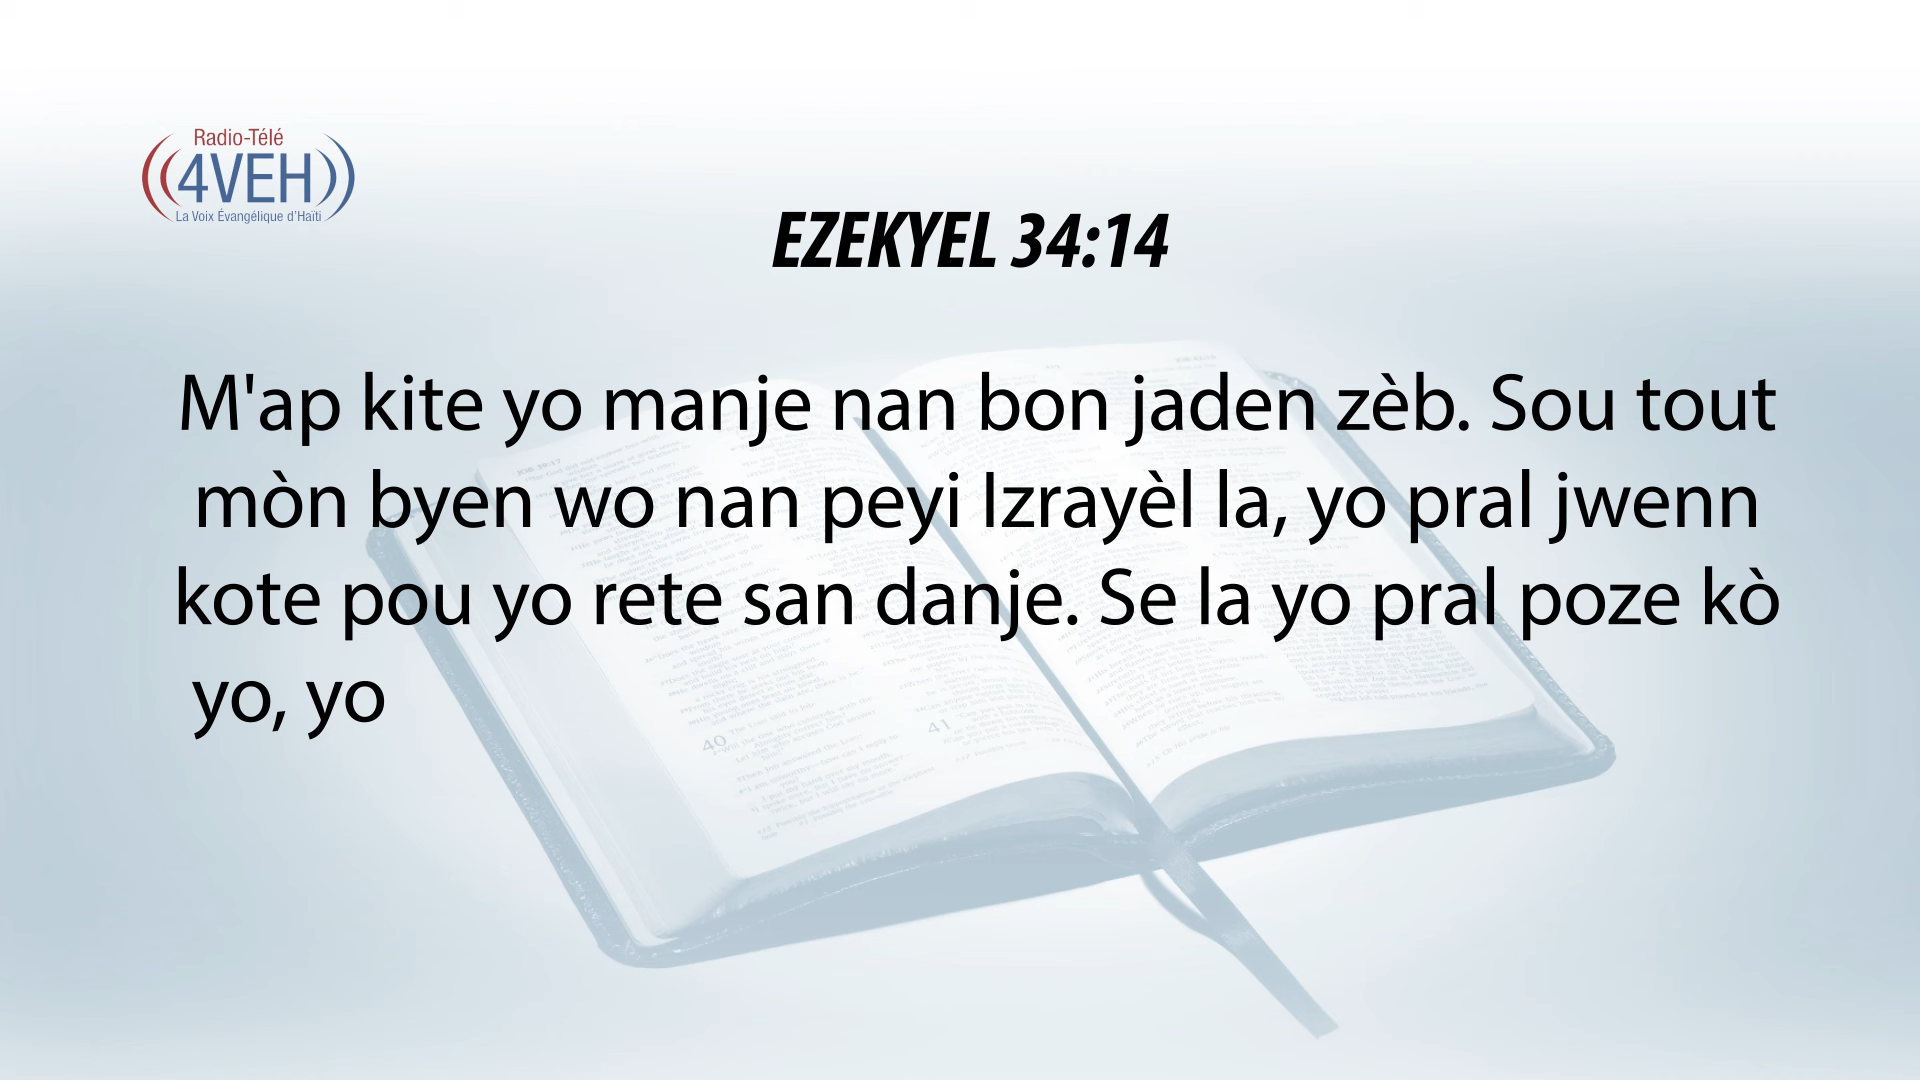 Radio-Télé
4VEH
La Voix Évangélique d'Haïti
EZEKYEL 34:14
M'ap kite yo manje nan bon jaden zèb. Sou tout
mòn byen wo nan peyi Izrayèl la, yo pral jwenn
kote pou yo rete san danje. Se la yo pral poze kò
yo, yo
40
41